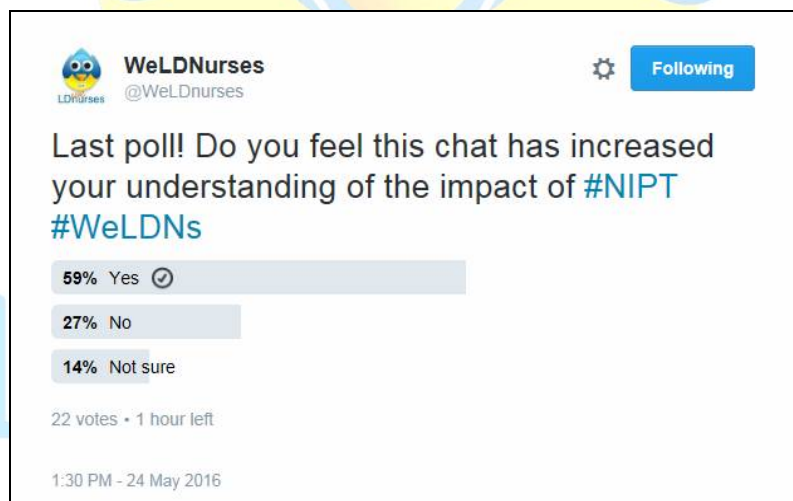 WeLDNurses
@WeLDnurses
LDnurses
Following
Last poll! Do you feel this chat has increased
your understanding of the impact of #NIPT
#WeLDNs
59% Yes
27% No
14% Not sure
22 votes • 1 hour left
1:30 PM - 24 May 2016